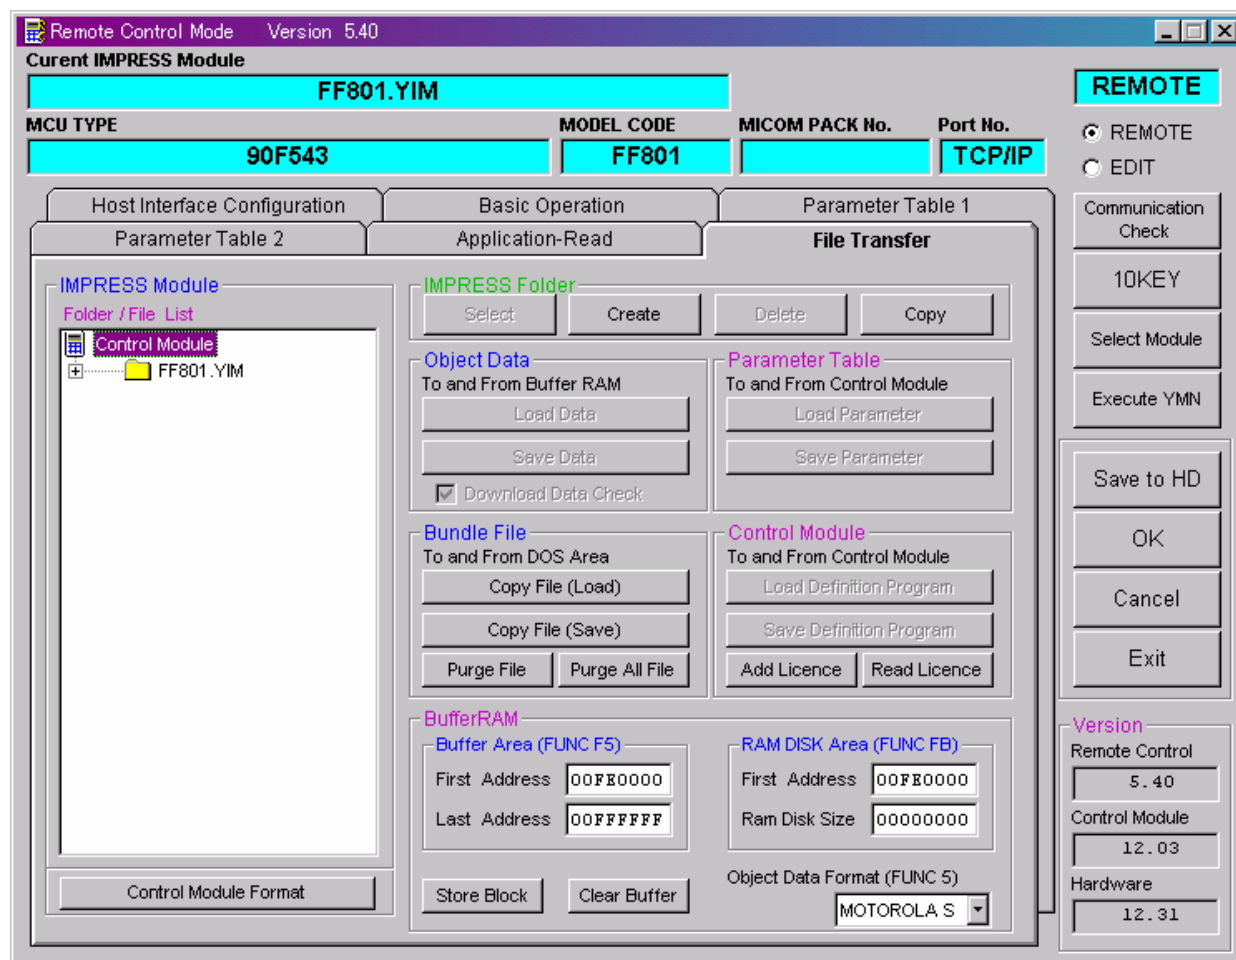 Remote Control Mode Version 5.40
Curent IMPRESS Module
FF801.YIM
REMOTE
MCU TYPE
MODEL CODE
MICOM PACK No.
Port No.
90F543
FF801
TCP/IP
REMOTE
EDIT
Host Interface Configuration
Basic Operation
Parameter Table 1
Parameter Table 2
Application-Read
File Transfer
IMPRESS Module
Folder / File List
Control Module
FF801.YIM
Control Module Format
IMPRESS Folder
Select
Create
Delete
Copy
Object Data
To and From Buffer RAM
Load Data
Save Data
Download Data Check
Parameter Table
To and From Control Module
Load Parameter
Save Parameter
Bundle File
To and From DOS Area
Copy File (Load)
Copy File (Save)
Purge File
Purge All File
Control Module
To and From Control Module
Load Definition Program
Save Definition Program
Add Licence
Read Licence
BufferRAM
Buffer Area (FUNC F5)
First Address 00FE0000
Last Address 00FFFFFF
RAM DISK Area (FUNC FB)
First Address 00FE0000
Ram Disk Size 00000000
Store Block
Clear Buffer
Object Data Format (FUNC 5)
MOTOROLA S
Communication
Check
10KEY
Select Module
Execute YMN
Save to HD
OK
Cancel
Exit
Version
Remote Control
5.40
Control Module
12.03
Hardware
12.31